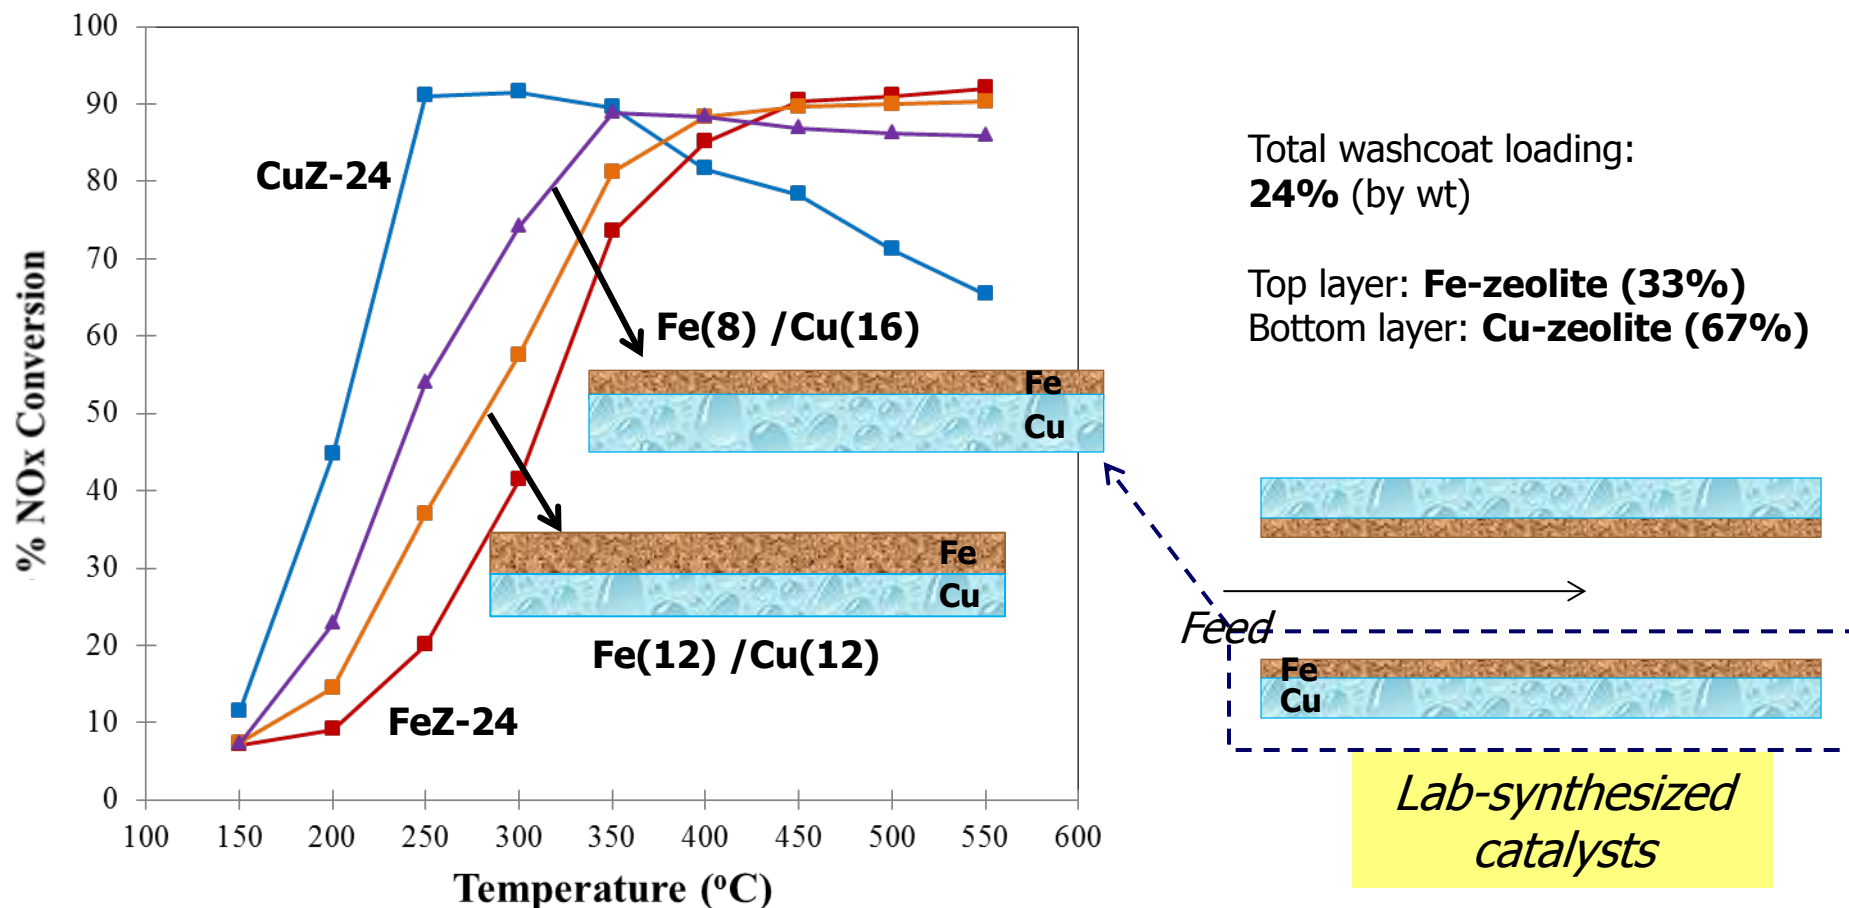 100
90
80
70
60
50
40
30
20
10
0
% NOx Conversion
100 150 200 250 300 350 400 450 500 550 600
Temperature (°C)
CuZ-24
Fe(8) /Cu(16)
Fe
Cu
Fe
Cu
Fe(12) /Cu(12)
FeZ-24
Total washcoat loading:
24% (by wt)
Top layer: Fe-zeolite (33%)
Bottom layer: Cu-zeolite (67%)
Feed
Fe
Cu
Lab-synthesized
catalysts